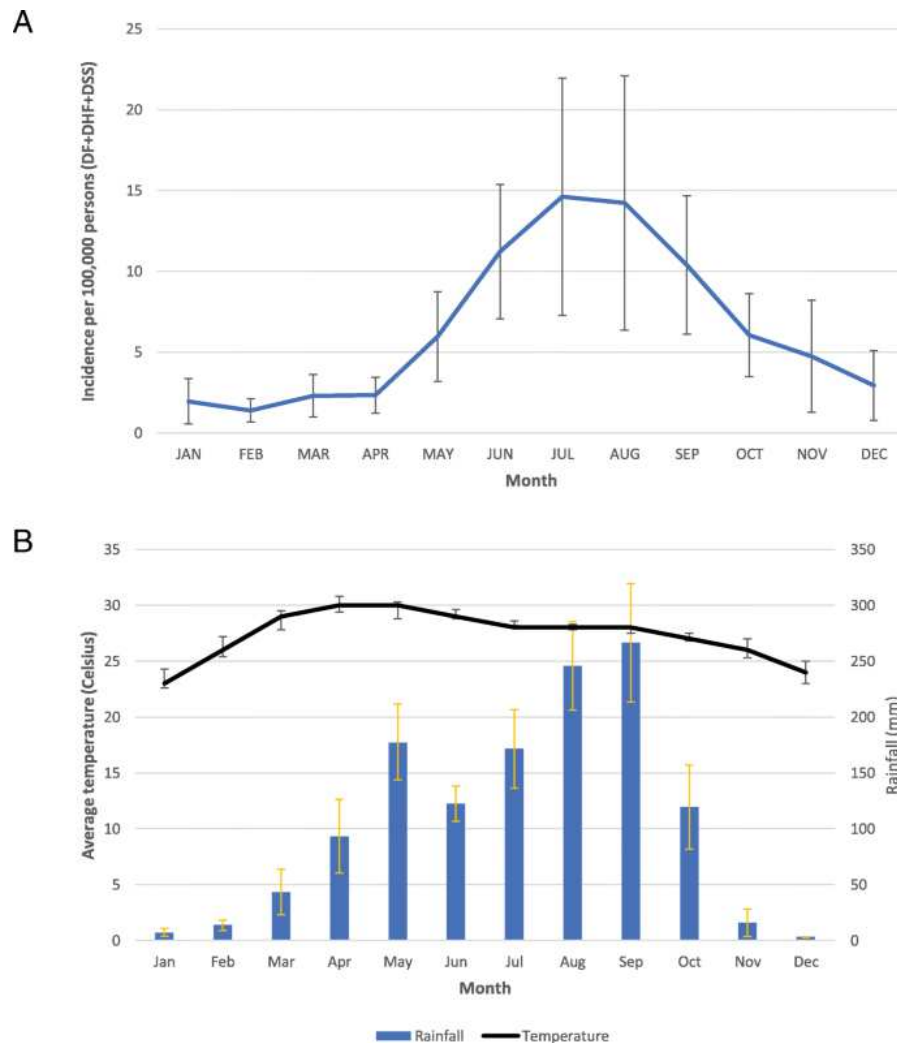 A
Incidence per 100,000 persons (DF+DHF+DSS)
25
20
15
10
5
0
JAN FEB MAR APR MAY JUN JUL AUG SEP OCT NOV DEC
Month
B
Average temperature (Celsius)
35
30
25
20
15
10
5
0
350
300
250
200
150
100
50
0
Rainfall (mm)
Jan Feb Mar Apr May Jun Jul Aug Sep Oct Nov Dec
Month
Rainfall Temperature